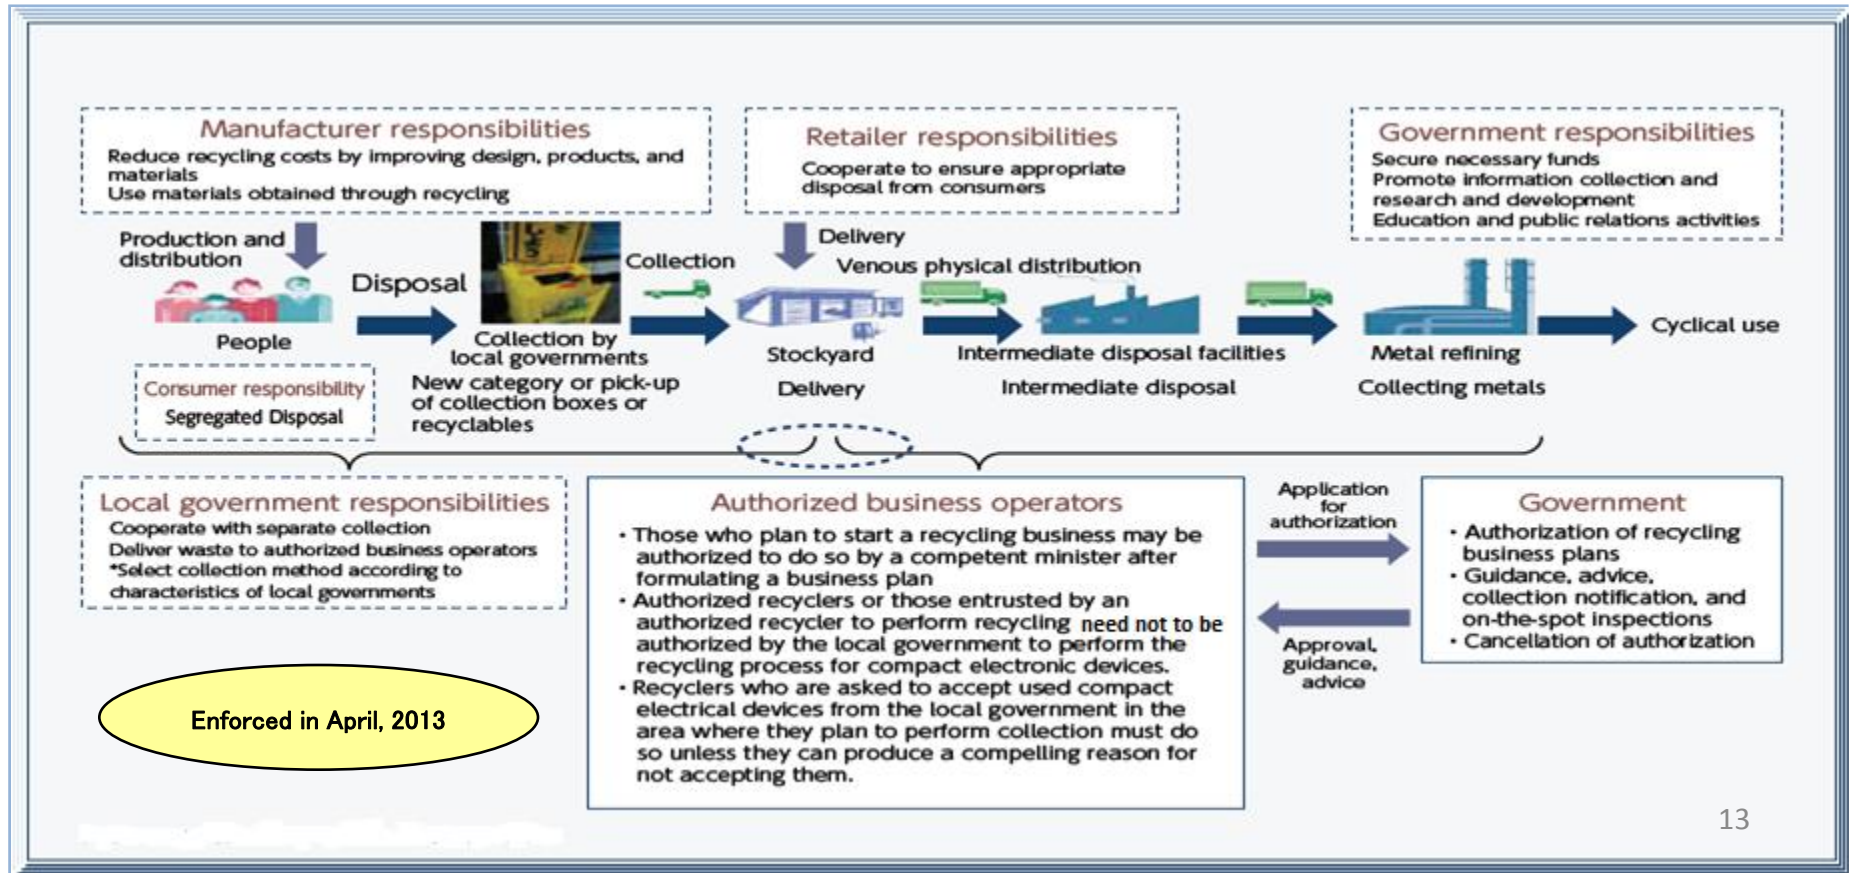 Manufacturer responsibilities
Reduce recycling costs by improving design, products, and
materials
Use materials obtained through recycling
Retailer responsibilities
Cooperate to ensure appropriate
disposal from consumers
Government responsibilities
Secure necessary funds
Promote information collection and
research and development
Education and public relations activities
Production and
distribution
Disposal
Collection
Delivery
Venous physical distribution
People
Collection by
local governments
New category or pick-up
of collection boxes or
recyclables
Stockyard
Delivery
Intermediate disposal facilities
Intermediate disposal
Metal refining
Collecting metals
Cyclical use
Consumer responsibility
Segregated Disposal
Local government responsibilities
Cooperate with separate collection
Deliver waste to authorized business operators
*Select collection method according to
characteristics of local governments
Authorized business operators
・Those who plan to start a recycling business may be
authorized to do so by a competent minister after
formulating a business plan
・Authorized recyclers or those entrusted by an
authorized recycler to perform recycling need not to be
authorized by the local government to perform the
recycling process for compact electronic devices.
・Recyclers who are asked to accept used compact
electrical devices from the local government in the
area where they plan to perform collection must do
so unless they can produce a compelling reason for
not accepting them.
Application
for
authorization
Approval,
guidance,
advice
Government
・Authorization of recycling
business plans
・Guidance, advice,
collection notification, and
on-the-spot inspections
・Cancellation of authorization
Enforced in April, 2013
13